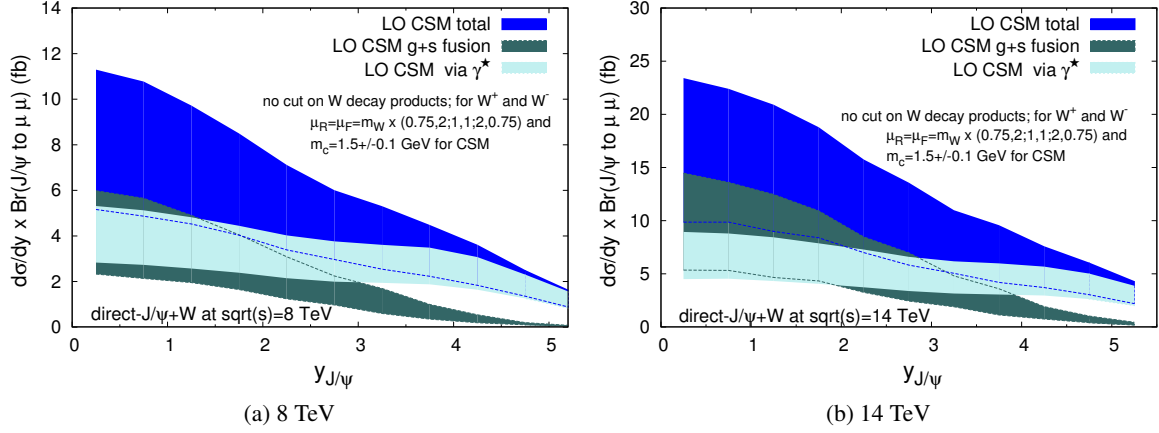 dσ/dy x Br(J/ψ to μ μ) (fb)
14
12
10
8
6
4
2
0
LO CSM total
LO CSM g+s fusion
LO CSM via γ★
no cut on W decay products; for W⁺ and W⁻
μR=μF=mW x (0.75,2;1,1;2,0.75) and
mc=1.5+/-0.1 GeV for CSM
direct-J/ψ+W at sqrt(s)=8 TeV
0 1 2 3 4 5
yJ/ψ
(a) 8 TeV
dσ/dy x Br(J/ψ to μ μ) (fb)
30
25
20
15
10
5
0
LO CSM total
LO CSM g+s fusion
LO CSM via γ★
no cut on W decay products; for W⁺ and W⁻
μR=μF=mW x (0.75,2;1,1;2,0.75) and
mc=1.5+/-0.1 GeV for CSM
direct-J/ψ+W at sqrt(s)=14 TeV
0 1 2 3 4 5
yJ/ψ
(b) 14 TeV